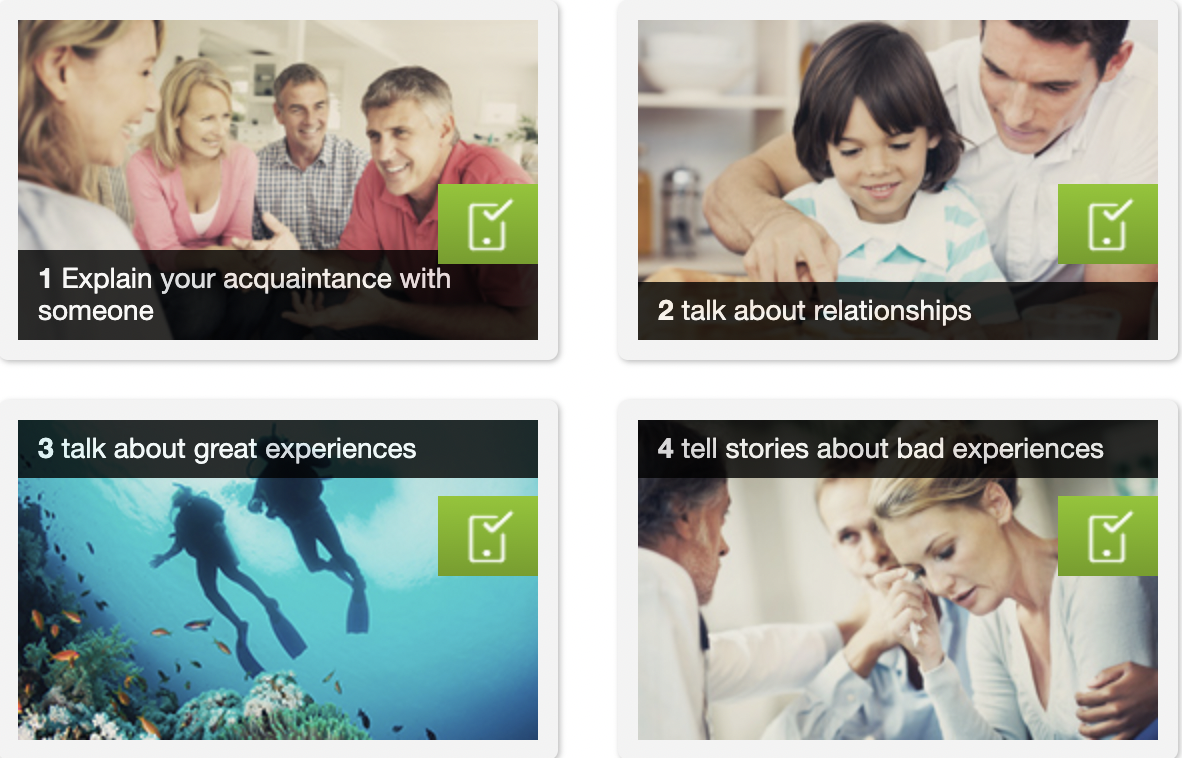 1 Explain your acquaintance with
someone
2 talk about relationships
3 talk about great experiences
4 tell stories about bad experiences